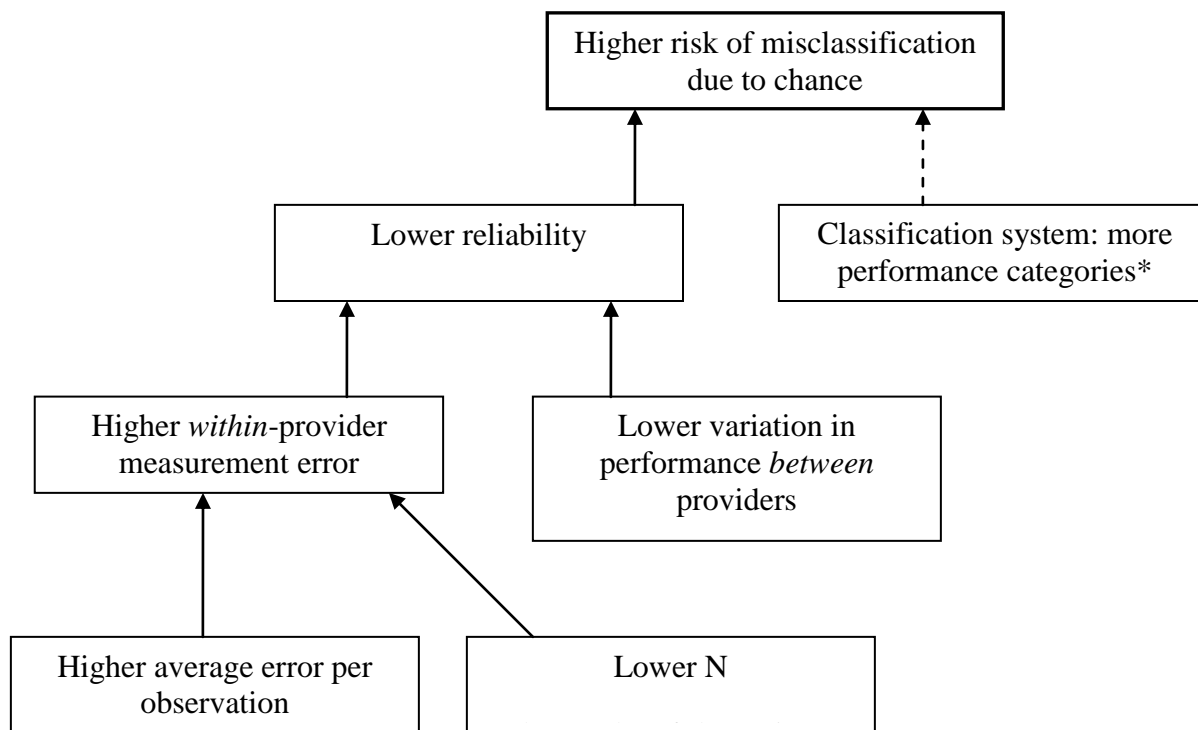 Higher risk of misclassification
due to chance
Lower reliability
Classification system: more
performance categories*
Higher within-provider
measurement error
Lower variation in
performance between
providers
Higher average error per
observation
Lower N